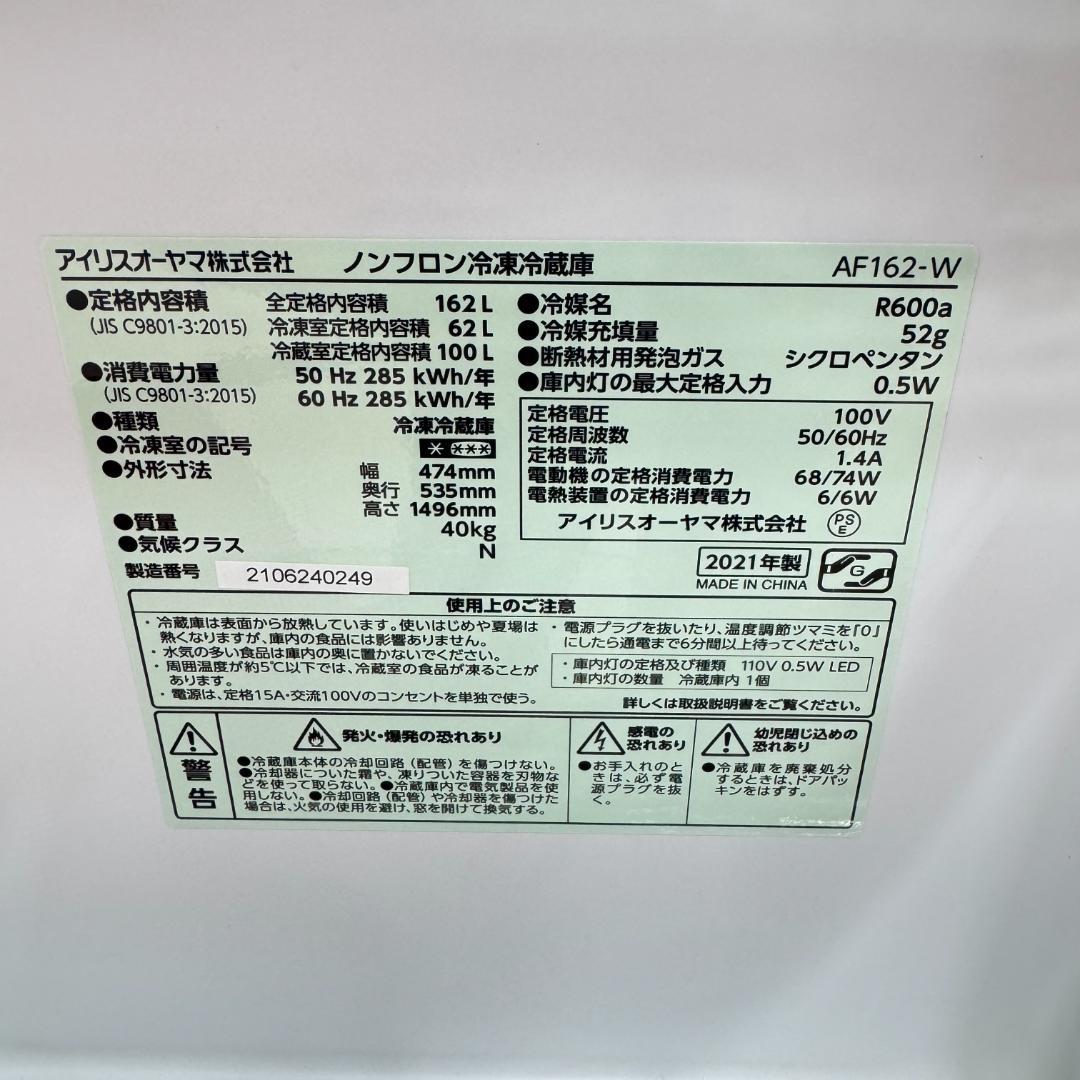 アイリスオーヤマ株式会社 ノンフロン冷凍冷蔵庫 AF162-W
●定格内容積 全定格内容積 162 L
(JIS C9801-3:2015) 冷凍室定格内容積 62 L
冷蔵室定格内容積 100 L
●消費電力量 50 Hz 285 kWh/年
(JIS C9801-3:2015) 60 Hz 285 kWh/年
●種類 冷凍冷蔵庫
●冷凍室の記号 * ***
●外形寸法 幅 474mm
奥行 535mm
高さ 1496mm
●質量 40kg
●気候クラス N
製造番号 2106240249
●冷媒名 R600a
●冷媒充填量 52g
●断熱材用発泡ガス シクロペンタン
●庫内灯の最大定格入力 0.5W
定格電圧 100V
定格周波数 50/60Hz
定格電流 1.4A
電動機の定格消費電力 68/74W
電熱装置の定格消費電力 6/6W
アイリスオーヤマ株式会社 PSE
2021年製
MADE IN CHINA
G
使用上のご注意
・冷蔵庫は表面から放熱しています。使いはじめや夏場は
熱くなりますが、庫内の食品には影響ありません。
・水気の多い食品は庫内の奥に置かないでください。
・周囲温度が約5℃以下では、冷蔵室の食品が凍ることが
あります。
・電源は、定格15A・交流100Vのコンセントを単独で使う。
・電源プラグを抜いたり、温度調節ツマミを「0」
にしたら通電まで6分間以上待ってください。
・庫内灯の定格及び種類 110V 0.5W LED
・庫内灯の数量 冷蔵庫内 1個
詳しくは取扱説明書をご覧ください。
警告
発火・爆発の恐れあり
●冷蔵庫本体の冷却回路（配管）を傷つけない。
●冷却器についた霜や、凍りついた容器を刃物な
どを使って取らない。●冷蔵庫内で電気製品を使
用しない。●冷却回路（配管）や冷却器を傷つけた
場合は、火気の使用を避け、窓を開けて換気する。
感電の
恐れあり
●お手入れのと
きは、必ず電
源プラグを抜
く。
幼児閉じ込めの
恐れあり
●冷蔵庫を廃棄処分
するときは、ドアパッ
キンをはずす。